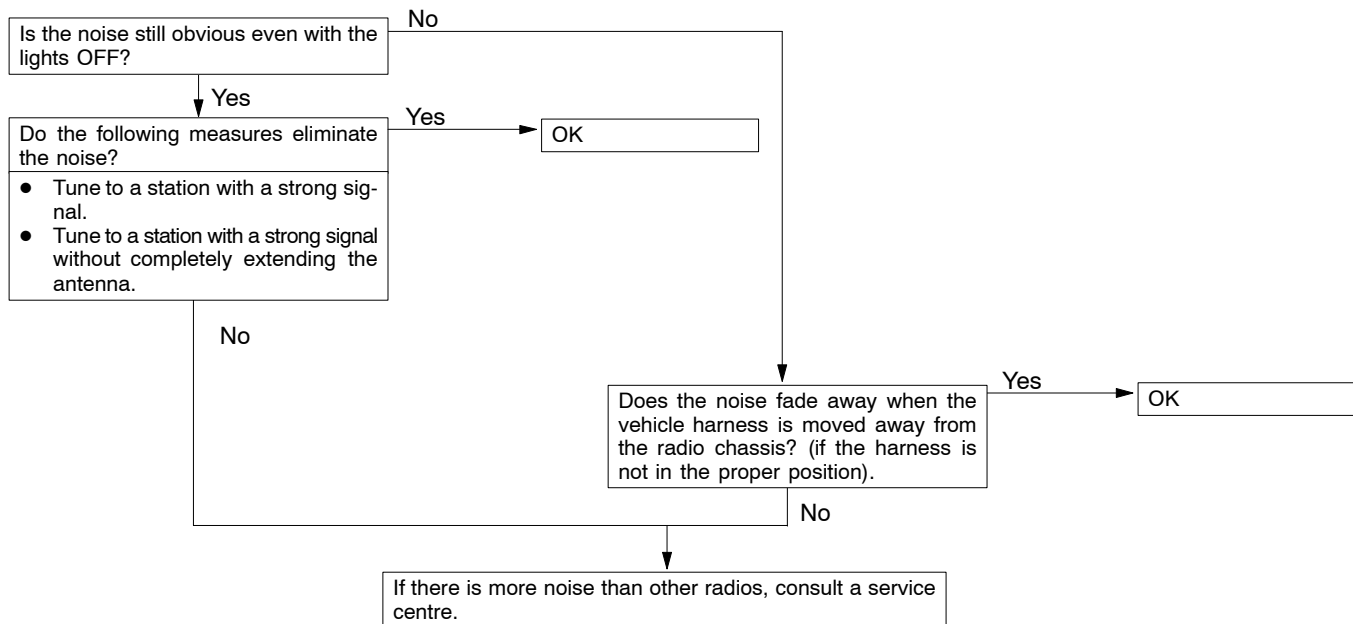 Is the noise still obvious even with the
lights OFF?
No
Yes
Do the following measures eliminate
the noise?
● Tune to a station with a strong sig-
nal.
● Tune to a station with a strong signal
without completely extending the
antenna.
Yes
OK
No
Does the noise fade away when the
vehicle harness is moved away from
the radio chassis? (if the harness is
not in the proper position).
Yes
OK
No
If there is more noise than other radios, consult a service
centre.